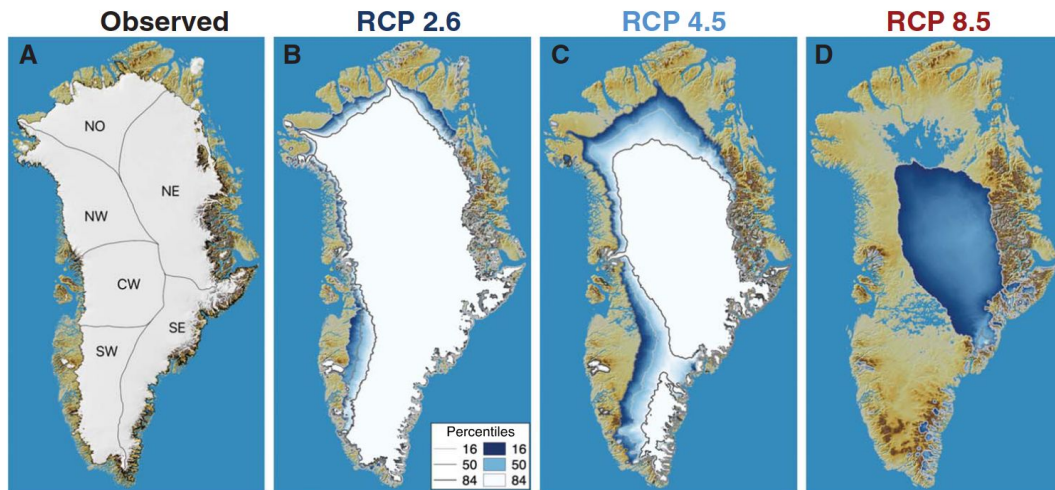 Observed
RCP 2.6
RCP 4.5
RCP 8.5
A
B
C
D
NO
NE
NW
CW
SE
SW
Percentiles
16 16
50 50
84 84